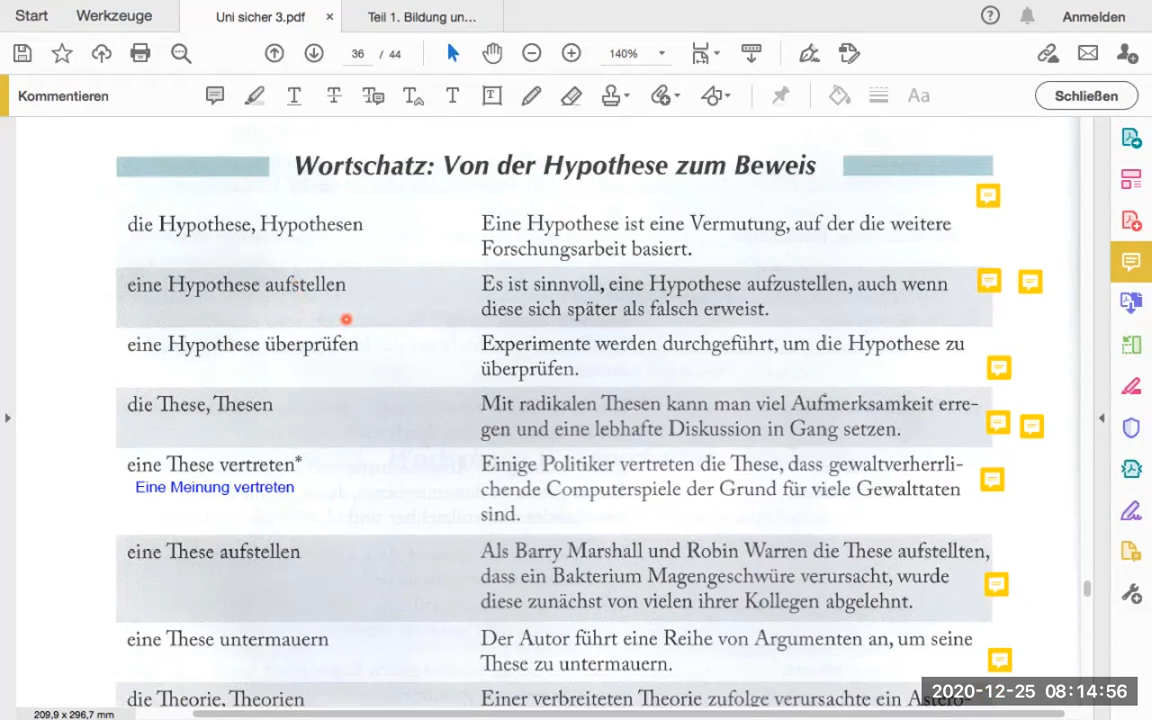 Start Werkzeuge Uni sicher 3.pdf × Teil 1. Bildung un... Anmelden
36 / 44 140%
Kommentieren Aa Schließen
Wortschatz: Von der Hypothese zum Beweis
die Hypothese, Hypothesen Eine Hypothese ist eine Vermutung, auf der die weitere
Forschungsarbeit basiert.
eine Hypothese aufstellen Es ist sinnvoll, eine Hypothese aufzustellen, auch wenn
diese sich später als falsch erweist.
eine Hypothese überprüfen Experimente werden durchgeführt, um die Hypothese zu
überprüfen.
die These, Thesen Mit radikalen Thesen kann man viel Aufmerksamkeit erre-
gen und eine lebhafte Diskussion in Gang setzen.
eine These vertreten* Einige Politiker vertreten die These, dass gewaltverherrli-
Eine Meinung vertreten chende Computerspiele der Grund für viele Gewalttaten
sind.
eine These aufstellen Als Barry Marshall und Robin Warren die These aufstellten,
dass ein Bakterium Magengeschwüre verursacht, wurde
diese zunächst von vielen ihrer Kollegen abgelehnt.
eine These untermauern Der Autor führt eine Reihe von Argumenten an, um seine
These zu untermauern.
die Theorie, Theorien Einer verbreiteten Theorie zufolge verursachte ein Astero-
2020-12-25 08:14:56
209,9 x 296,7 mm